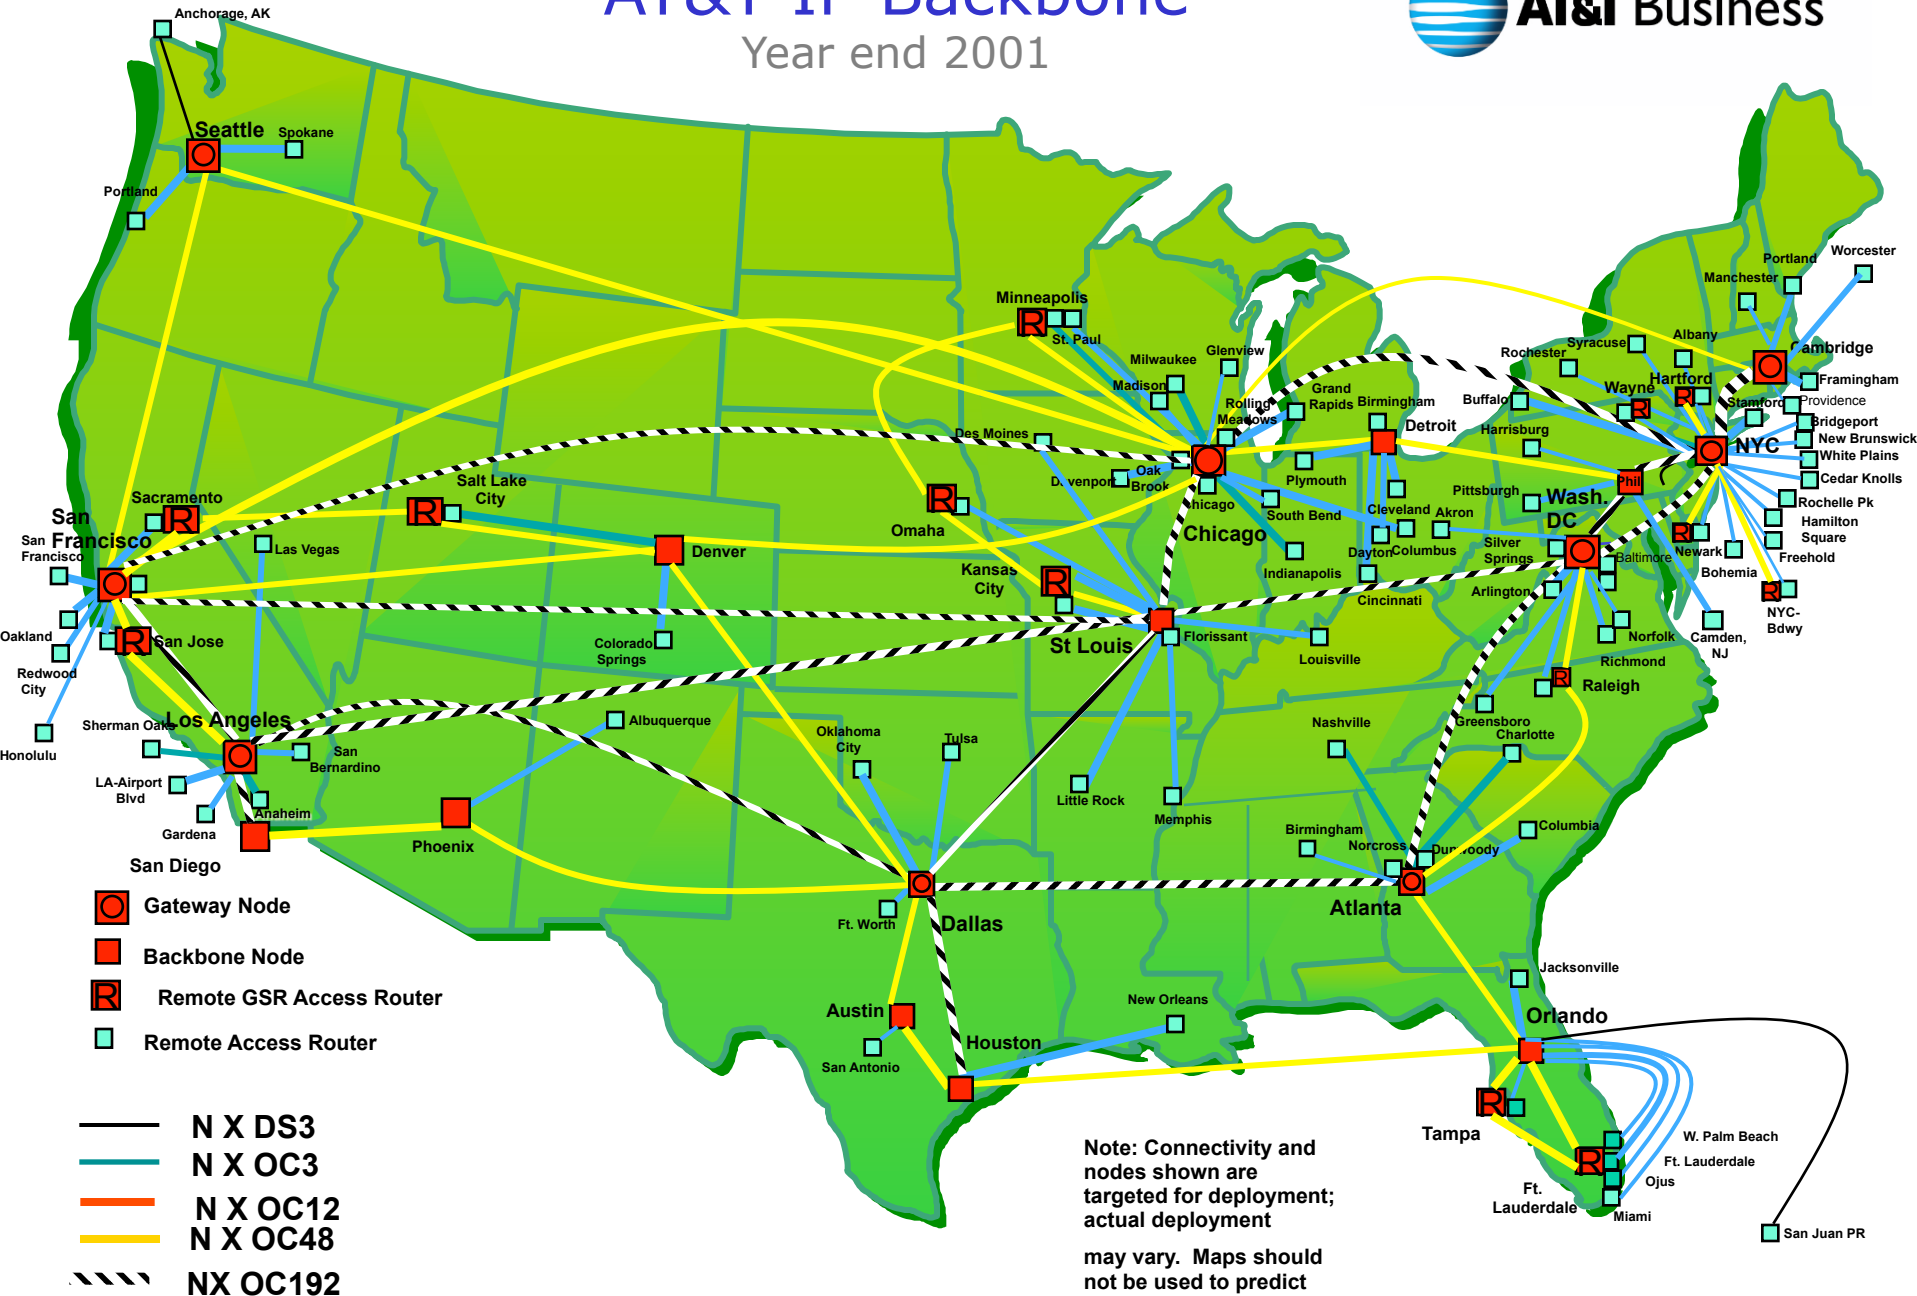 AT&T IP Backbone
Year end 2001
AT&T Business
Anchorage, AK
Seattle
Spokane
Portland
Minneapolis
St. Paul
Milwaukee
Glenview
Madison
Rolling
Meadows
Grand
Rapids
Birmingham
Detroit
Des Moines
Davenport
Oak
Brook
Chicago
Chicago
South Bend
Plymouth
Indianapolis
Cleveland
Akron
Dayton
Columbus
Cincinnati
Buffalo
Rochester
Syracuse
Albany
Manchester
Portland
Worcester
Cambridge
Framingham
Providence
Wayne
Hartford
Stamford
Bridgeport
New Brunswick
White Plains
Cedar Knolls
Rochelle Pk
Hamilton
Square
Freehold
NYC
Harrisburg
Pittsburgh
Phil
Wash.
DC
Silver
Springs
Baltimore
Newark
Bohemia
NYC-
Bdwy
Camden,
NJ
Arlington
Norfolk
Richmond
Raleigh
Greensboro
Charlotte
Columbia
Sacramento
San
Francisco
San
Francisco
Oakland
Redwood
City
Honolulu
San Jose
Las Vegas
Salt Lake
City
Denver
Colorado
Springs
Omaha
Kansas
City
St Louis
Florissant
Louisville
Los Angeles
Sherman Oaks
San
Bernardino
LA-Airport
Blvd
Gardena
Anaheim
San Diego
Phoenix
Albuquerque
Oklahoma
City
Tulsa
Little Rock
Memphis
Nashville
Birmingham
Norcross
Dunwoody
Atlanta
Ft. Worth
Dallas
Austin
San Antonio
Houston
New Orleans
Jacksonville
Orlando
Tampa
Ft.
Lauderdale
W. Palm Beach
Ft. Lauderdale
Ojus
Miami
San Juan PR
Gateway Node
Backbone Node
R
Remote GSR Access Router
Remote Access Router
N X DS3
N X OC3
N X OC12
N X OC48
NX OC192
Note: Connectivity and
nodes shown are
targeted for deployment;
actual deployment
may vary. Maps should
not be used to predict